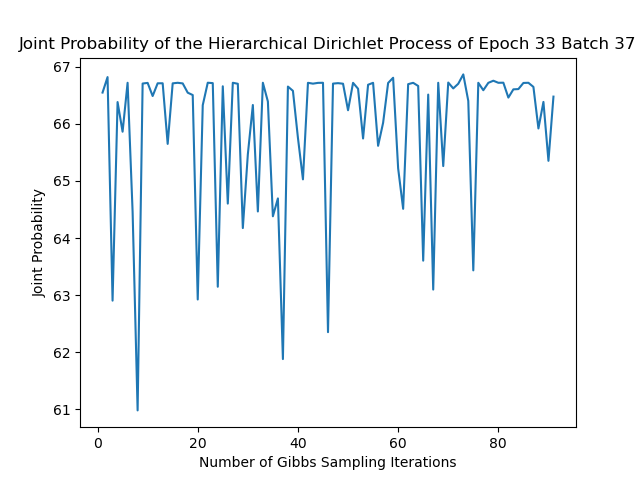 Joint Probability of the Hierarchical Dirichlet Process of Epoch 33 Batch 37
67
66
65
64
63
62
61
Joint Probability
0 20 40 60 80
Number of Gibbs Sampling Iterations